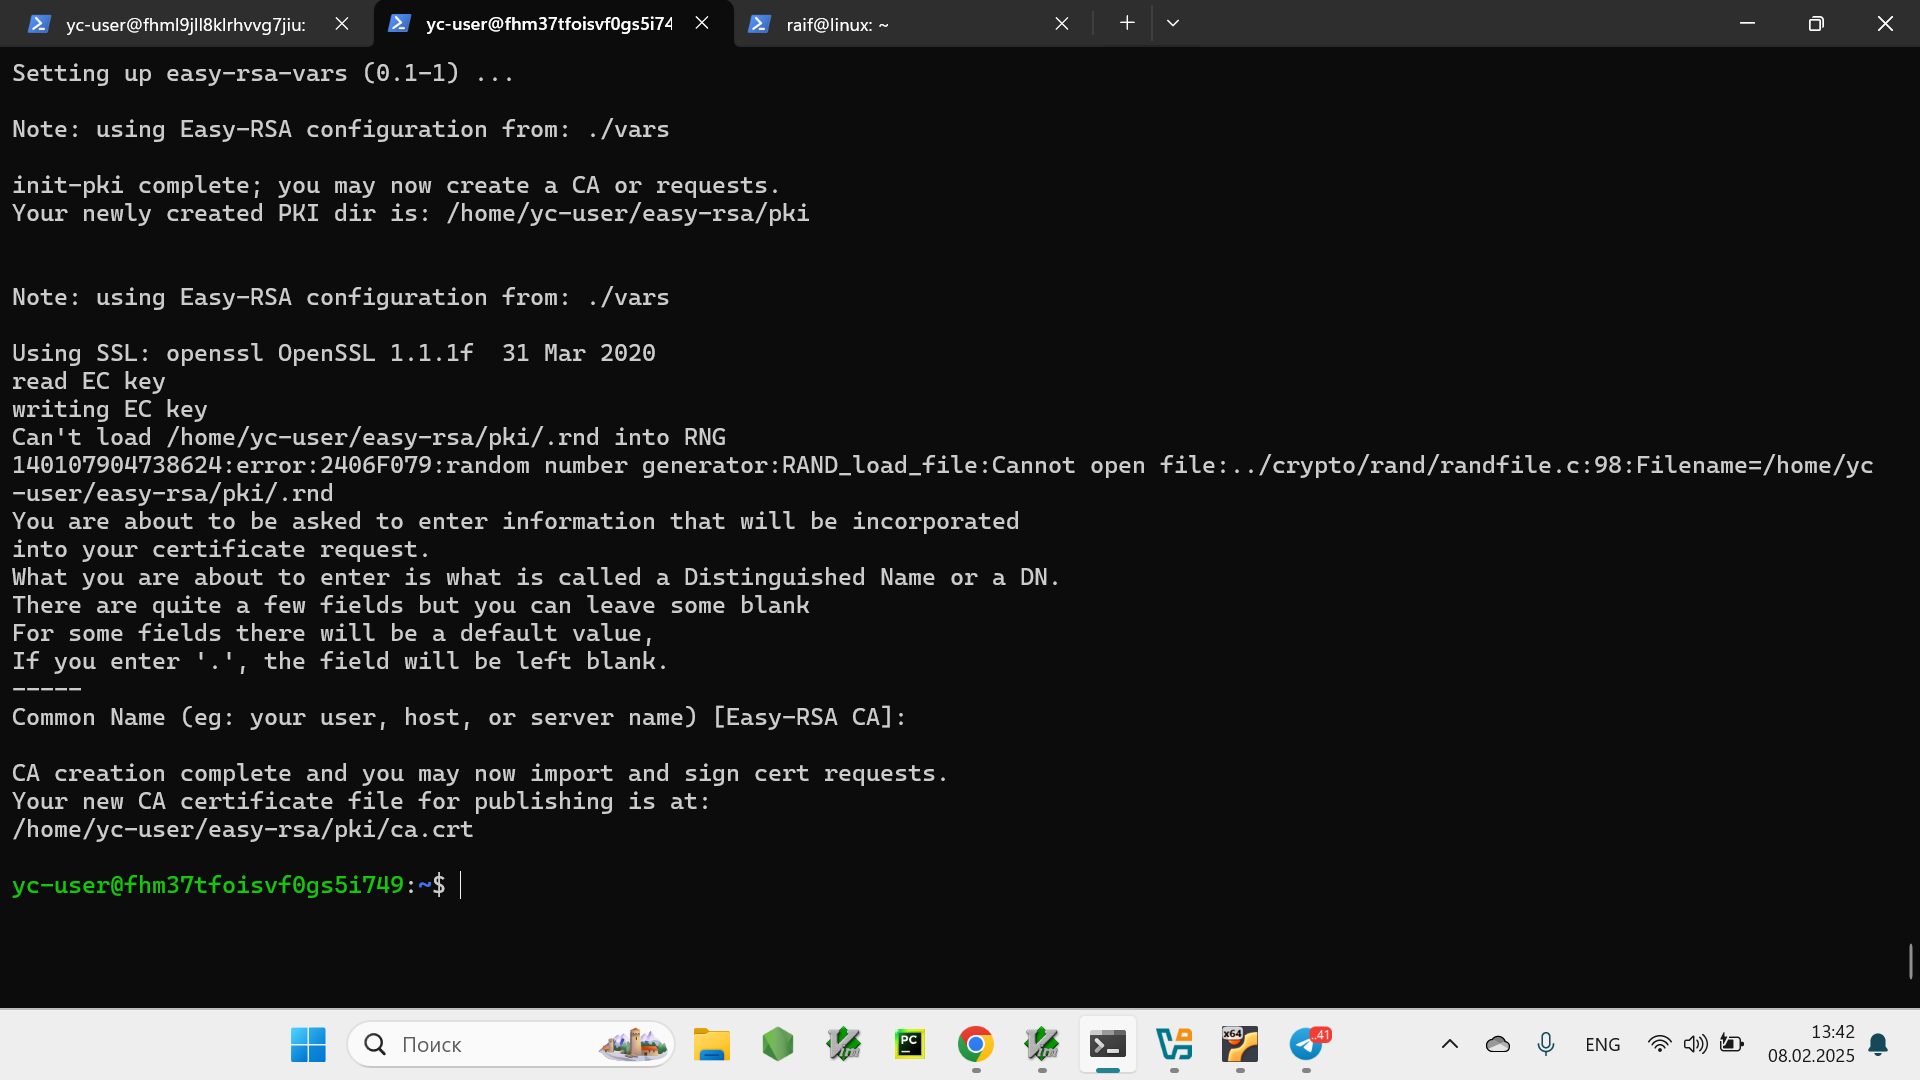 yc-user@fhml9jll8klrhvvg7jiu:
yc-user@fhm37tfoisvf0gs5i74
raif@linux: ~
Setting up easy-rsa-vars (0.1-1) ...
Note: using Easy-RSA configuration from: ./vars
init-pki complete; you may now create a CA or requests.
Your newly created PKI dir is: /home/yc-user/easy-rsa/pki
Note: using Easy-RSA configuration from: ./vars
Using SSL: openssl OpenSSL 1.1.1f  31 Mar 2020
read EC key
writing EC key
Can't load /home/yc-user/easy-rsa/pki/.rnd into RNG
140107904738624:error:2406F079:random number generator:RAND_load_file:Cannot open file:../crypto/rand/randfile.c:98:Filename=/home/yc
-user/easy-rsa/pki/.rnd
You are about to be asked to enter information that will be incorporated
into your certificate request.
What you are about to enter is what is called a Distinguished Name or a DN.
There are quite a few fields but you can leave some blank
For some fields there will be a default value,
If you enter '.', the field will be left blank.
-----
Common Name (eg: your user, host, or server name) [Easy-RSA CA]:
CA creation complete and you may now import and sign cert requests.
Your new CA certificate file for publishing is at:
/home/yc-user/easy-rsa/pki/ca.crt
yc-user@fhm37tfoisvf0gs5i749:~$
Поиск
PC
x64
..41
ENG
13:42
08.02.2025